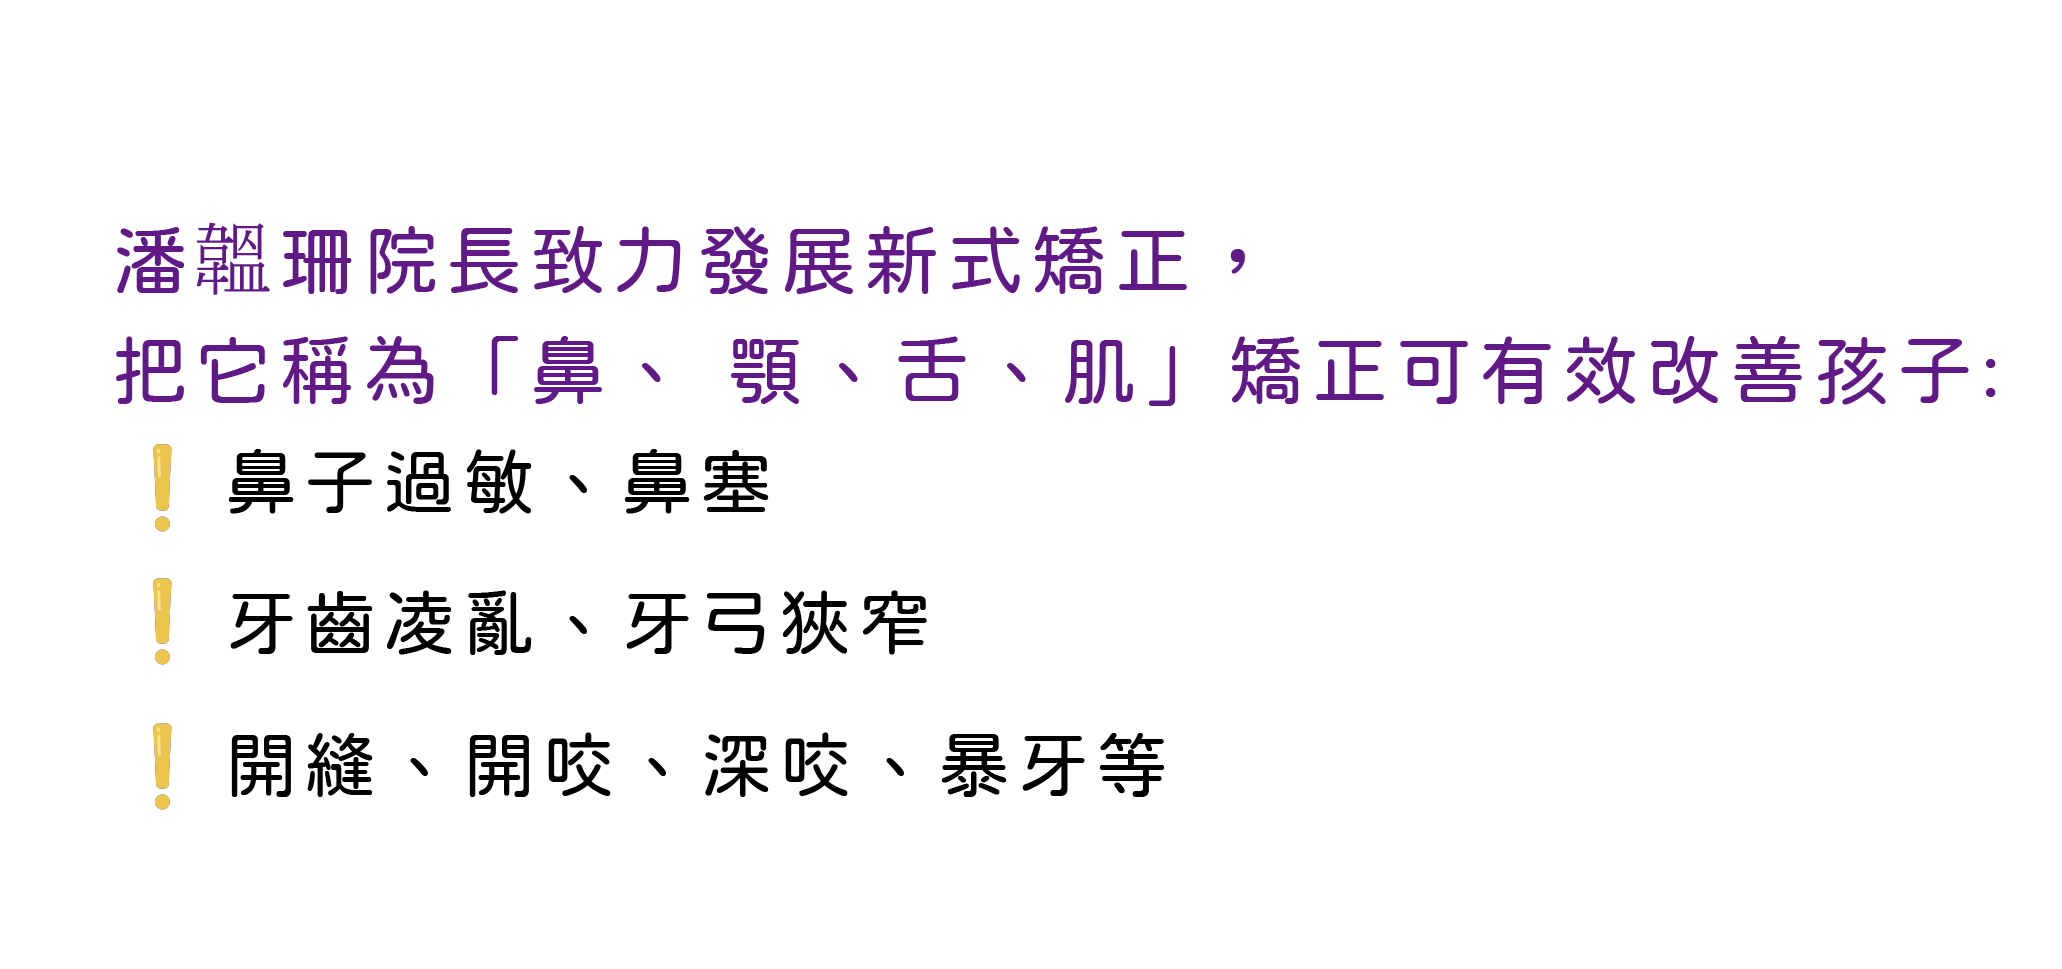 潘韞珊院長致力發展新式矯正，
把它稱為「鼻、 顎、舌、肌」矯正可有效改善孩子:
❗鼻子過敏、鼻塞
❗牙齒凌亂、牙弓狹窄
❗開縫、開咬、深咬、暴牙等